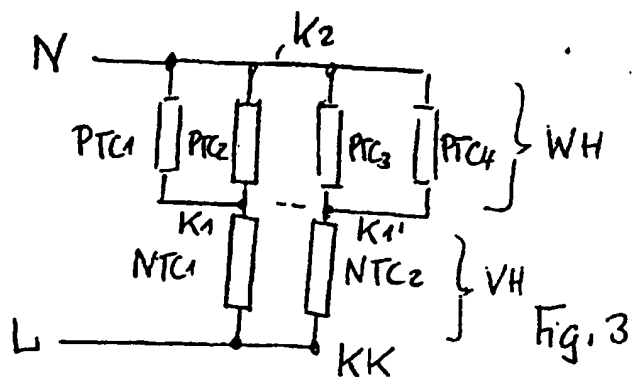 N K2
PTC1 PTC2 PTC3 PTC4 WH
K1 K1'
NTC1 NTC2 VH
L KK Fig. 3